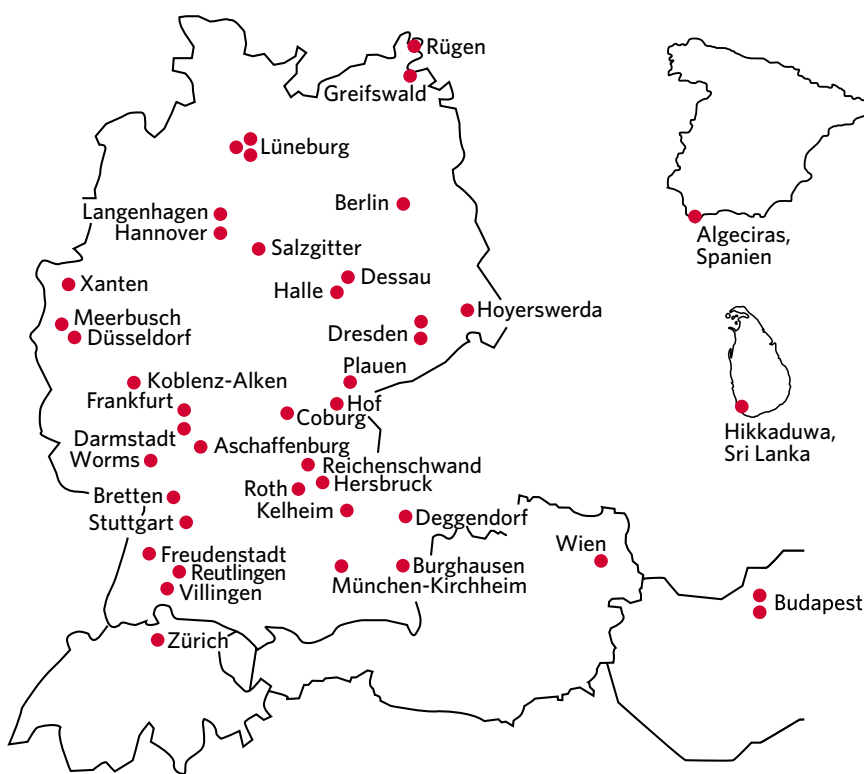 Rügen
Greifswald
Lüneburg
Berlin
Langenhagen
Hannover
Salzgitter
Dessau
Halle
Xanten
Hoyerswerda
Meerbusch
Düsseldorf
Dresden
Plauen
Koblenz-Alken
Frankfurt
Hof
Coburg
Darmstadt
Aschaffenburg
Worms
Reichenschwand
Hersbruck
Roth
Bretten
Kelheim
Stuttgart
Deggendorf
Freudenstadt
Reutlingen
Villingen
Burghausen
München-Kirchheim
Wien
Budapest
Zürich
Algeciras,
Spanien
Hikkaduwa,
Sri Lanka